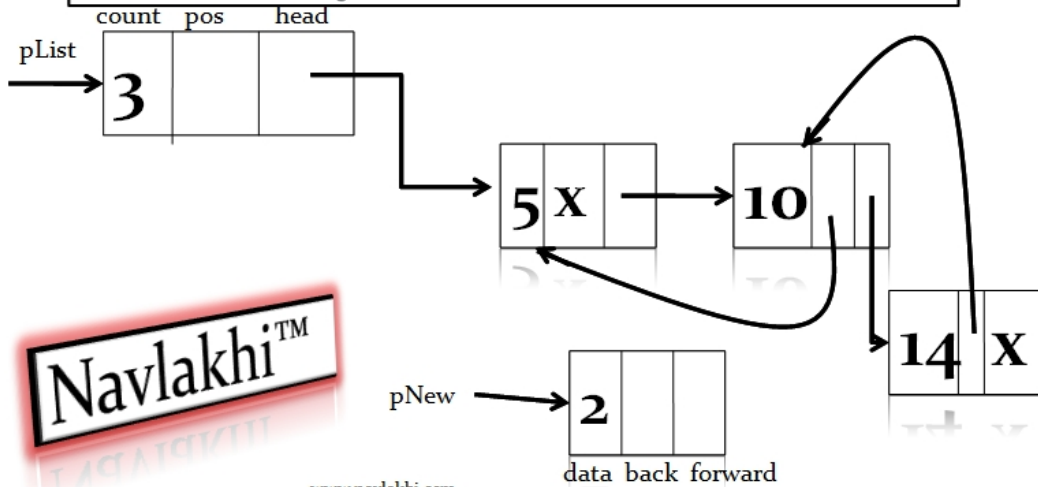 count pos head
pList
3
5 X
10
14 X
Navlakhi™
pNew
2
data back forward